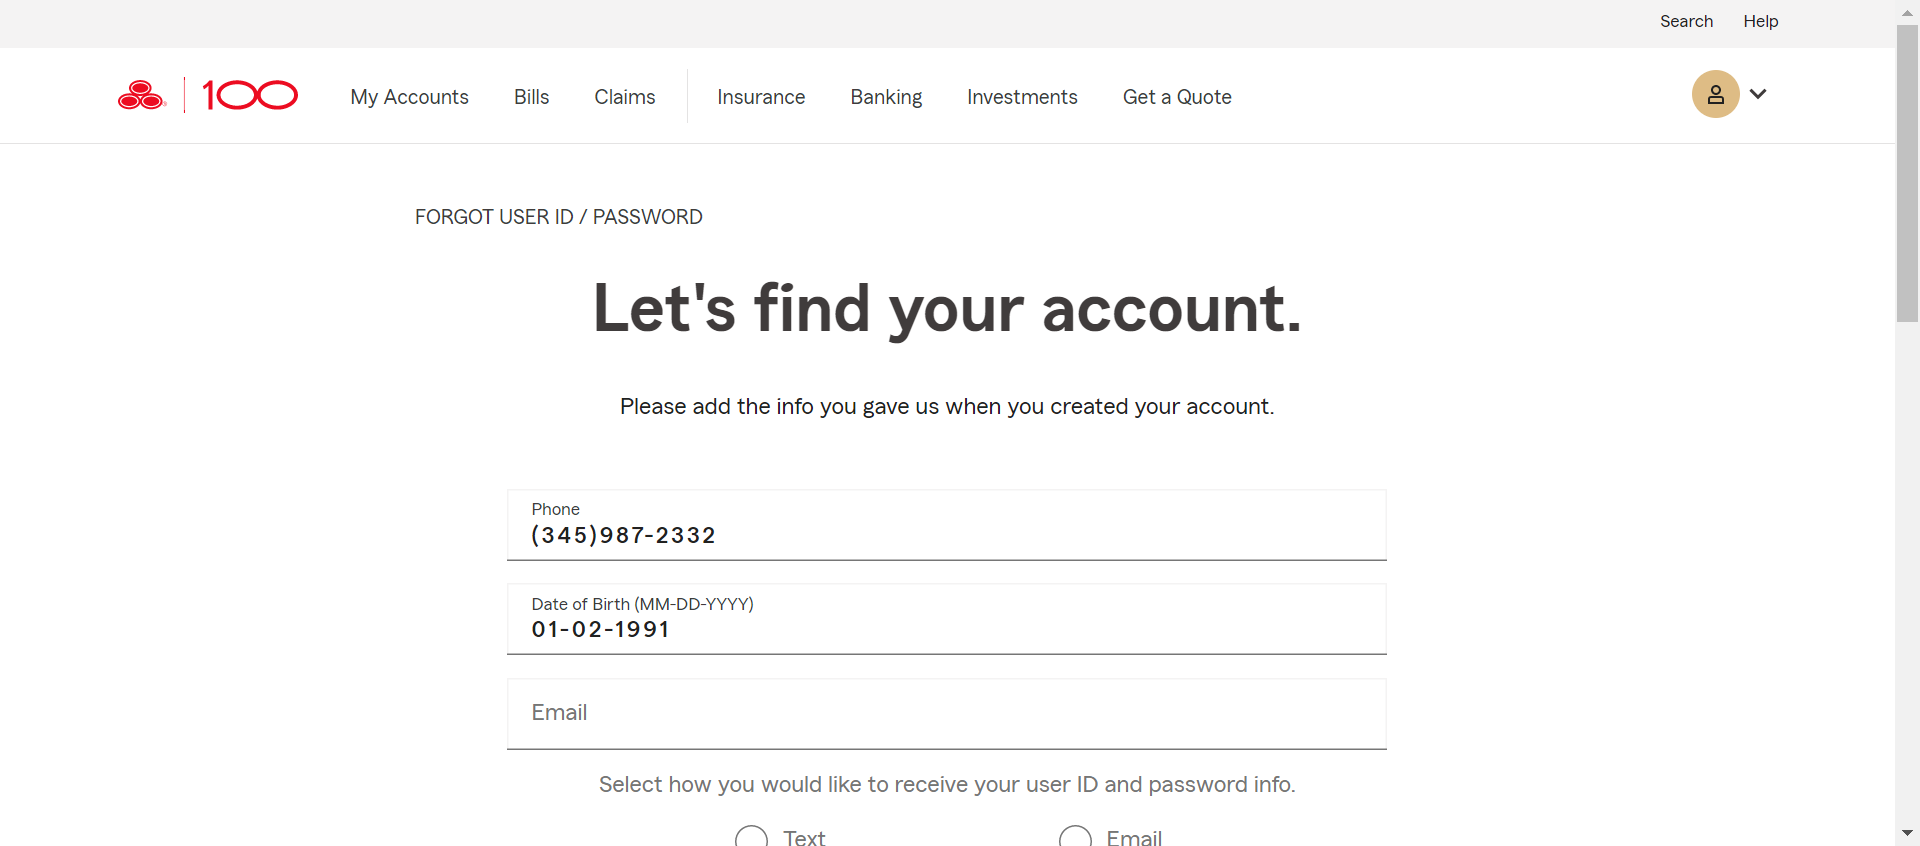 Search Help
100 My Accounts Bills Claims Insurance Banking Investments Get a Quote
FORGOT USER ID / PASSWORD
Let's find your account.
Please add the info you gave us when you created your account.
Phone
(345)987-2332
Date of Birth (MM-DD-YYYY)
01-02-1991
Email
Select how you would like to receive your user ID and password info.
Text Email